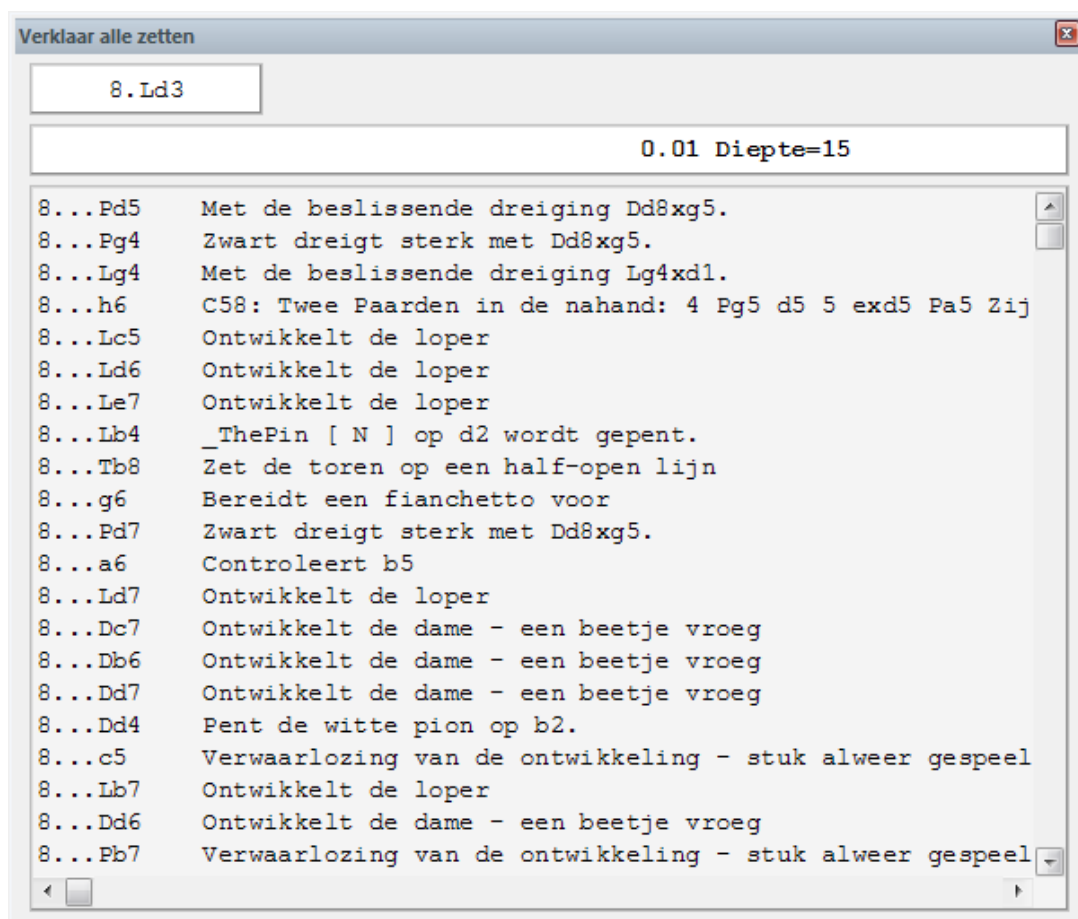 Verklaar alle zetten
8.Ld3
0.01 Diepte=15
8...Pd5 Met de beslissende dreiging Dd8xg5.
8...Pg4 Zwart dreigt sterk met Dd8xg5.
8...Lg4 Met de beslissende dreiging Lg4xd1.
8...h6 C58: Twee Paarden in de nahand: 4 Pg5 d5 5 exd5 Pa5 Zij
8...Lc5 Ontwikkelt de loper
8...Ld6 Ontwikkelt de loper
8...Le7 Ontwikkelt de loper
8...Lb4 _ThePin [ N ] op d2 wordt gepent.
8...Tb8 Zet de toren op een half-open lijn
8...g6 Bereidt een fianchetto voor
8...Pd7 Zwart dreigt sterk met Dd8xg5.
8...a6 Controleert b5
8...Ld7 Ontwikkelt de loper
8...Dc7 Ontwikkelt de dame - een beetje vroeg
8...Db6 Ontwikkelt de dame - een beetje vroeg
8...Dd7 Ontwikkelt de dame - een beetje vroeg
8...Dd4 Pent de witte pion op b2.
8...c5 Verwaarlozing van de ontwikkeling - stuk alweer gespeel
8...Lb7 Ontwikkelt de loper
8...Dd6 Ontwikkelt de dame - een beetje vroeg
8...Pb7 Verwaarlozing van de ontwikkeling - stuk alweer gespeel